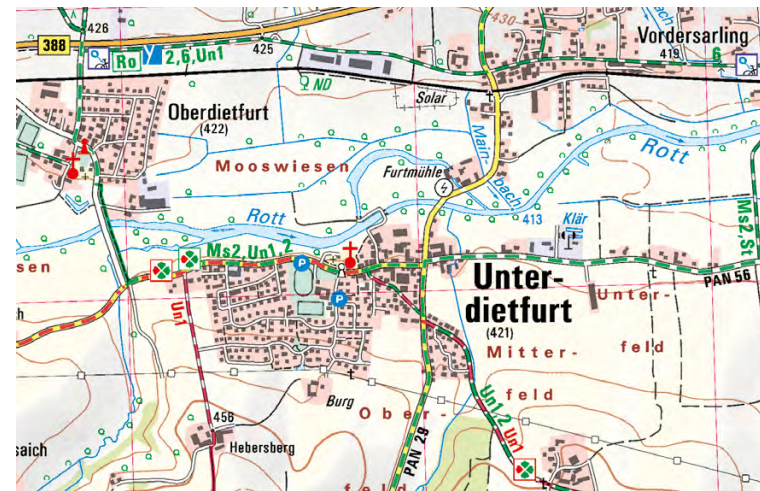 426
430
388
Ro
Y
2,6,Un1
425
Vordersarling
419
6
ND
Solar
Oberdietfurt
(422)
Main-
bach
Mooswiesen
Furtmühle
Rott
Rott
413
Klär
Ms2,Un1,2
Ms2,St
sen
P
Un1
Unter-
dietfurt
(421)
PAN 56
Unter-
feld
P
Mitter-
feld
Burg
Ober-
feld
Un1,2
Un1
456
Hebersberg
PAN 29
saich